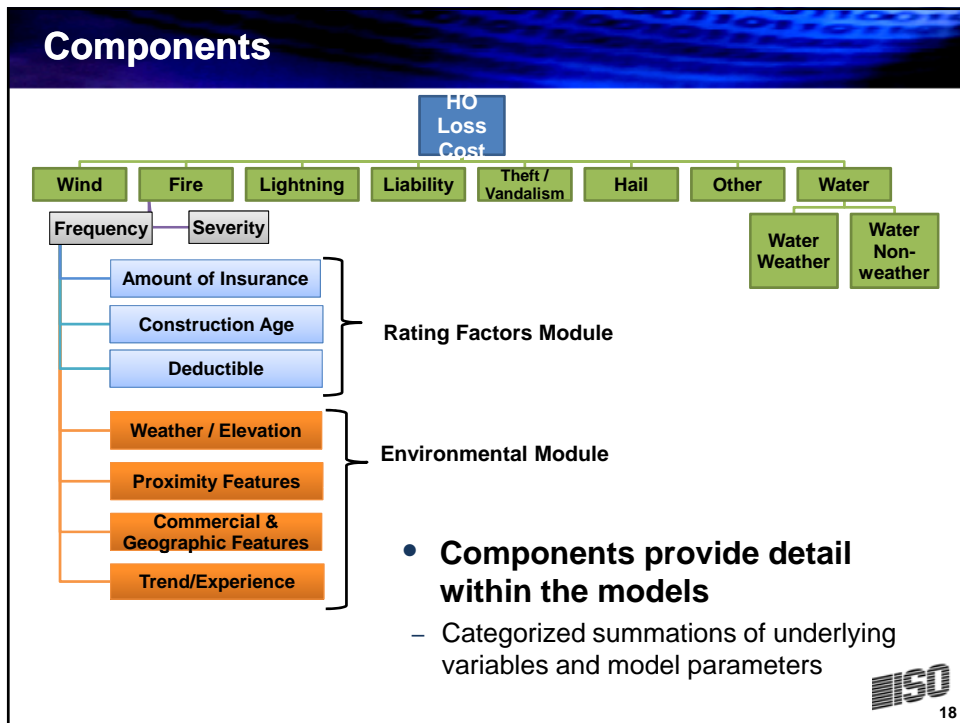 Components
HO
Loss
Cost
Wind
Fire
Lightning
Liability
Theft /
Vandalism
Hail
Other
Water
Frequency
Severity
Water
Weather
Water
Non-
weather
Amount of Insurance
Construction Age
Deductible
Rating Factors Module
Weather / Elevation
Proximity Features
Commercial &
Geographic Features
Trend/Experience
Environmental Module
• Components provide detail
within the models
– Categorized summations of underlying
variables and model parameters
ISO
18